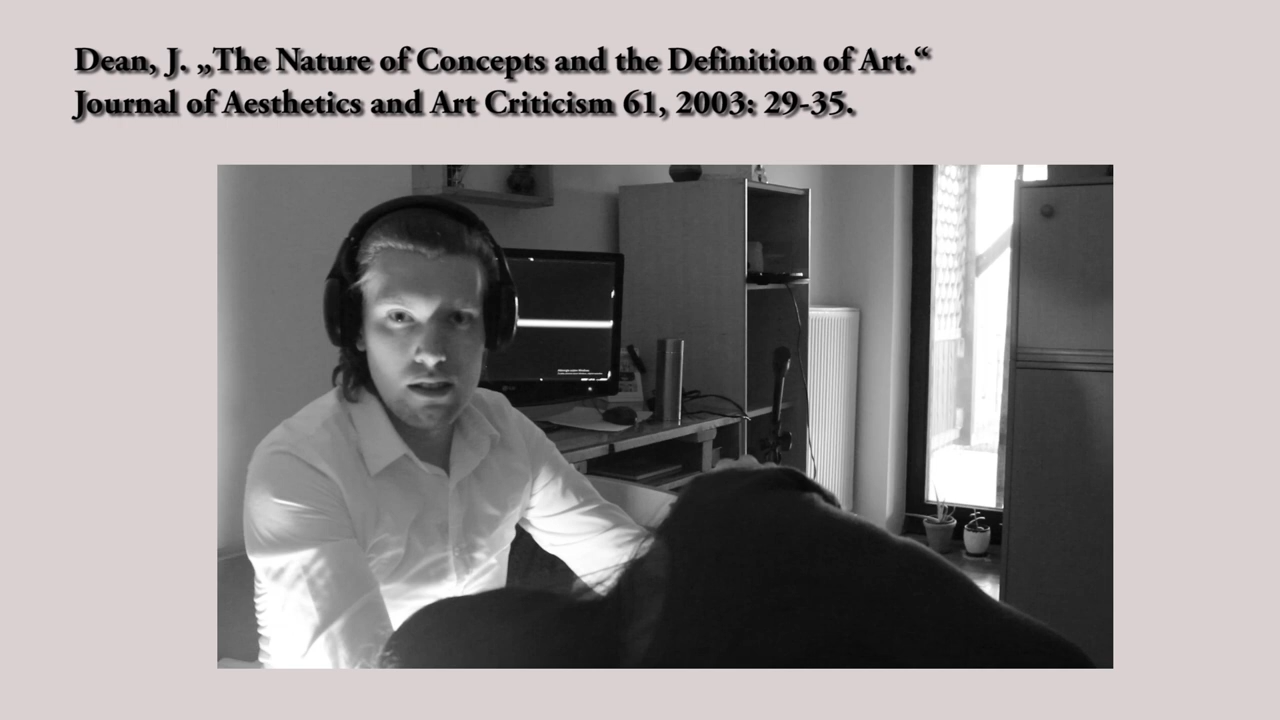 Dean, J. „The Nature of Concepts and the Definition of Art.“
Journal of Aesthetics and Art Criticism 61, 2003: 29-35.